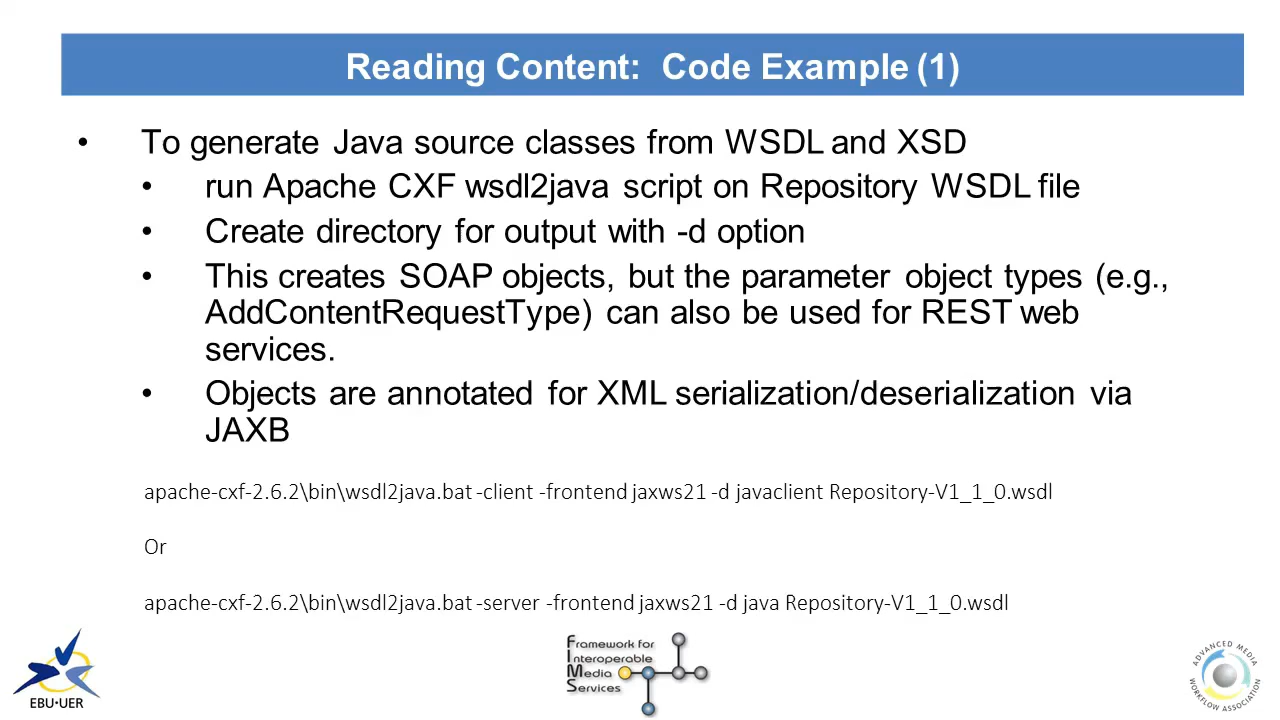 Reading Content: Code Example (1)
• To generate Java source classes from WSDL and XSD
• run Apache CXF wsdl2java script on Repository WSDL file
• Create directory for output with -d option
• This creates SOAP objects, but the parameter object types (e.g.,
AddContentRequestType) can also be used for REST web
services.
• Objects are annotated for XML serialization/deserialization via
JAXB
apache-cxf-2.6.2\bin\wsdl2java.bat -client -frontend jaxws21 -d javaclient Repository-V1_1_0.wsdl
Or
apache-cxf-2.6.2\bin\wsdl2java.bat -server -frontend jaxws21 -d java Repository-V1_1_0.wsdl
EBU•UER
Framework for
Interoperable
Media
Services
ADVANCED MEDIA
WORKFLOW ASSOCIATION